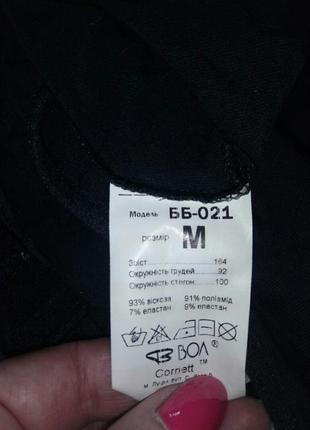 Модель ББ-021
розмір M
Зріст 164
Окружність грудей 92
Окружність стегон 100
93% віскоза 91% поліамід
7% еластан 9% еластан
ВОЛ ®
Cornett ™
м.